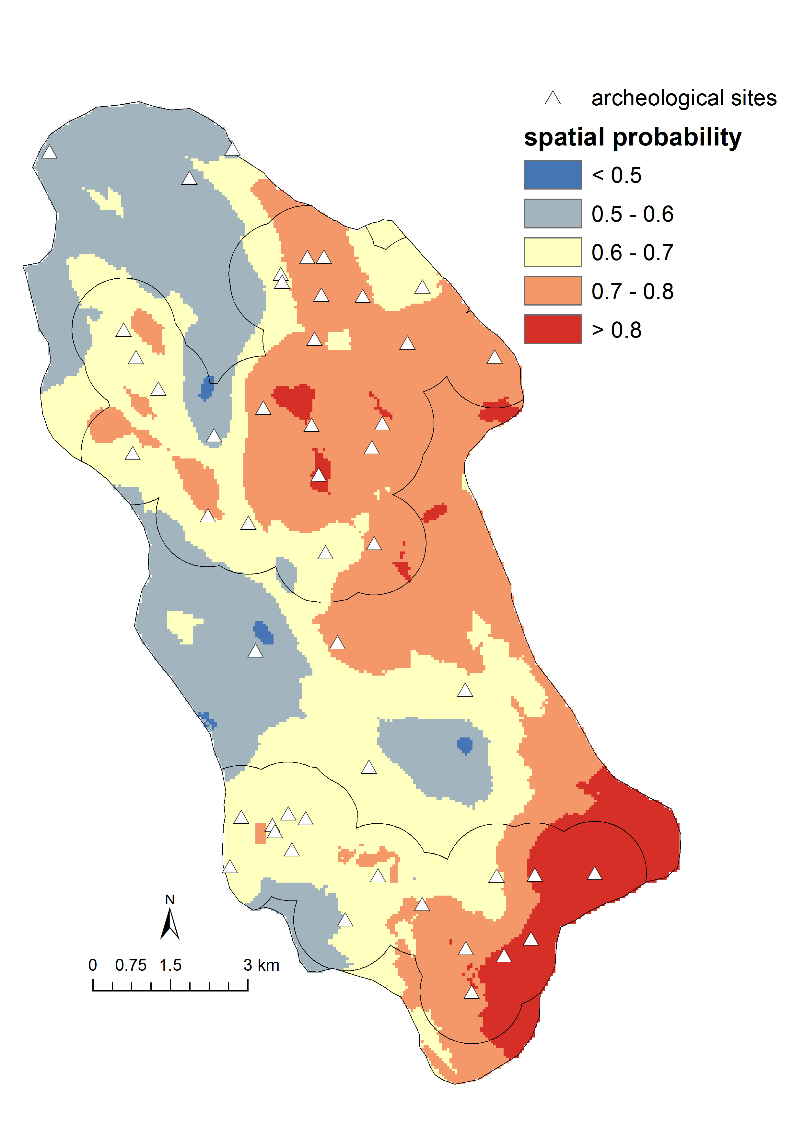 archeological sites
spatial probability
< 0.5
0.5 - 0.6
0.6 - 0.7
0.7 - 0.8
> 0.8
N
0 0.75 1.5 3 km